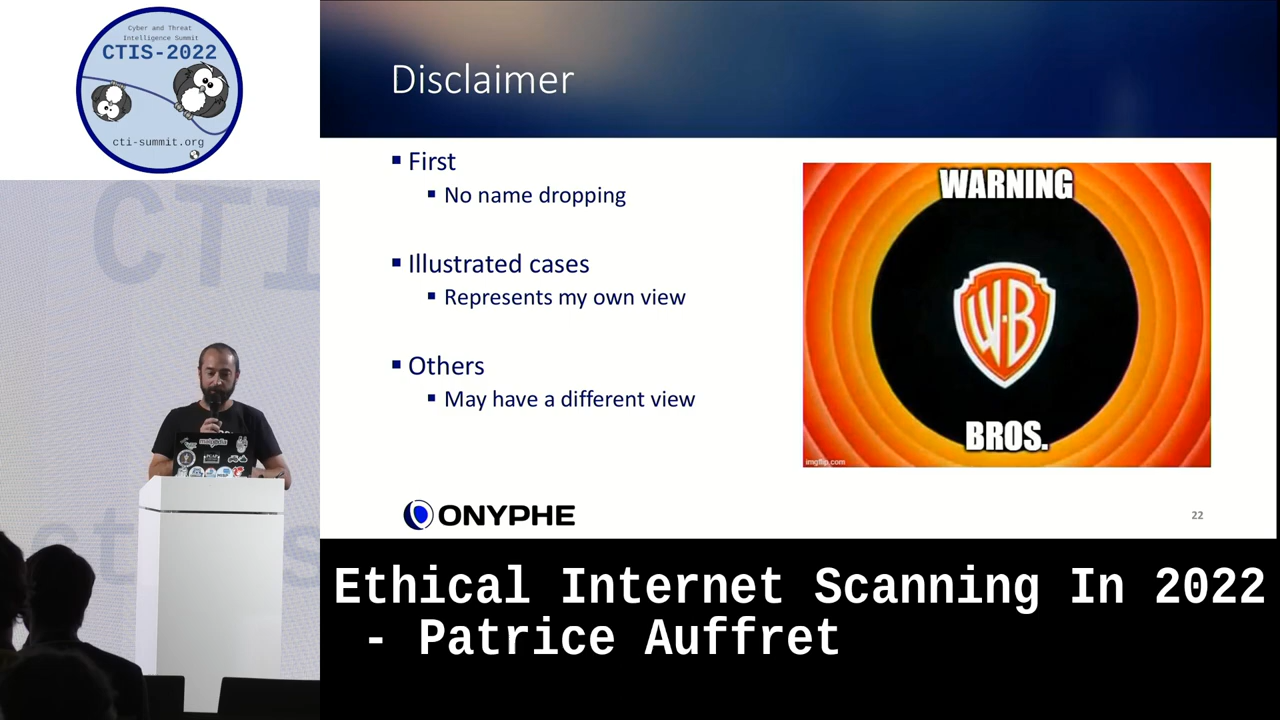 Cyber and Threat
Intelligence Summit
CTIS-2022
cti-summit.org
CTI
Disclaimer
▪ First
▪ No name dropping
▪ Illustrated cases
▪ Represents my own view
▪ Others
▪ May have a different view
WARNING
WB
BROS.
imgflip.com
ONYPHE
22
Ethical Internet Scanning In 2022
- Patrice Auffret